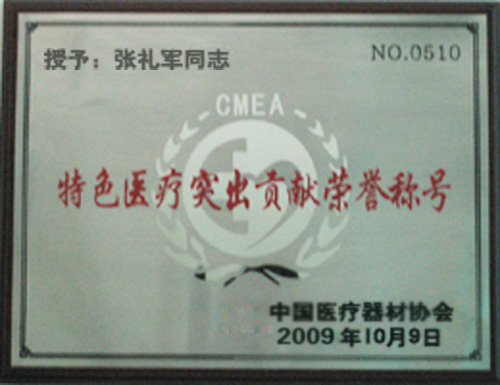 授予：张礼军同志
NO.0510
-CMEA-
特色医疗突出贡献荣誉称号
中国医疗器材协会
2009年10月9日